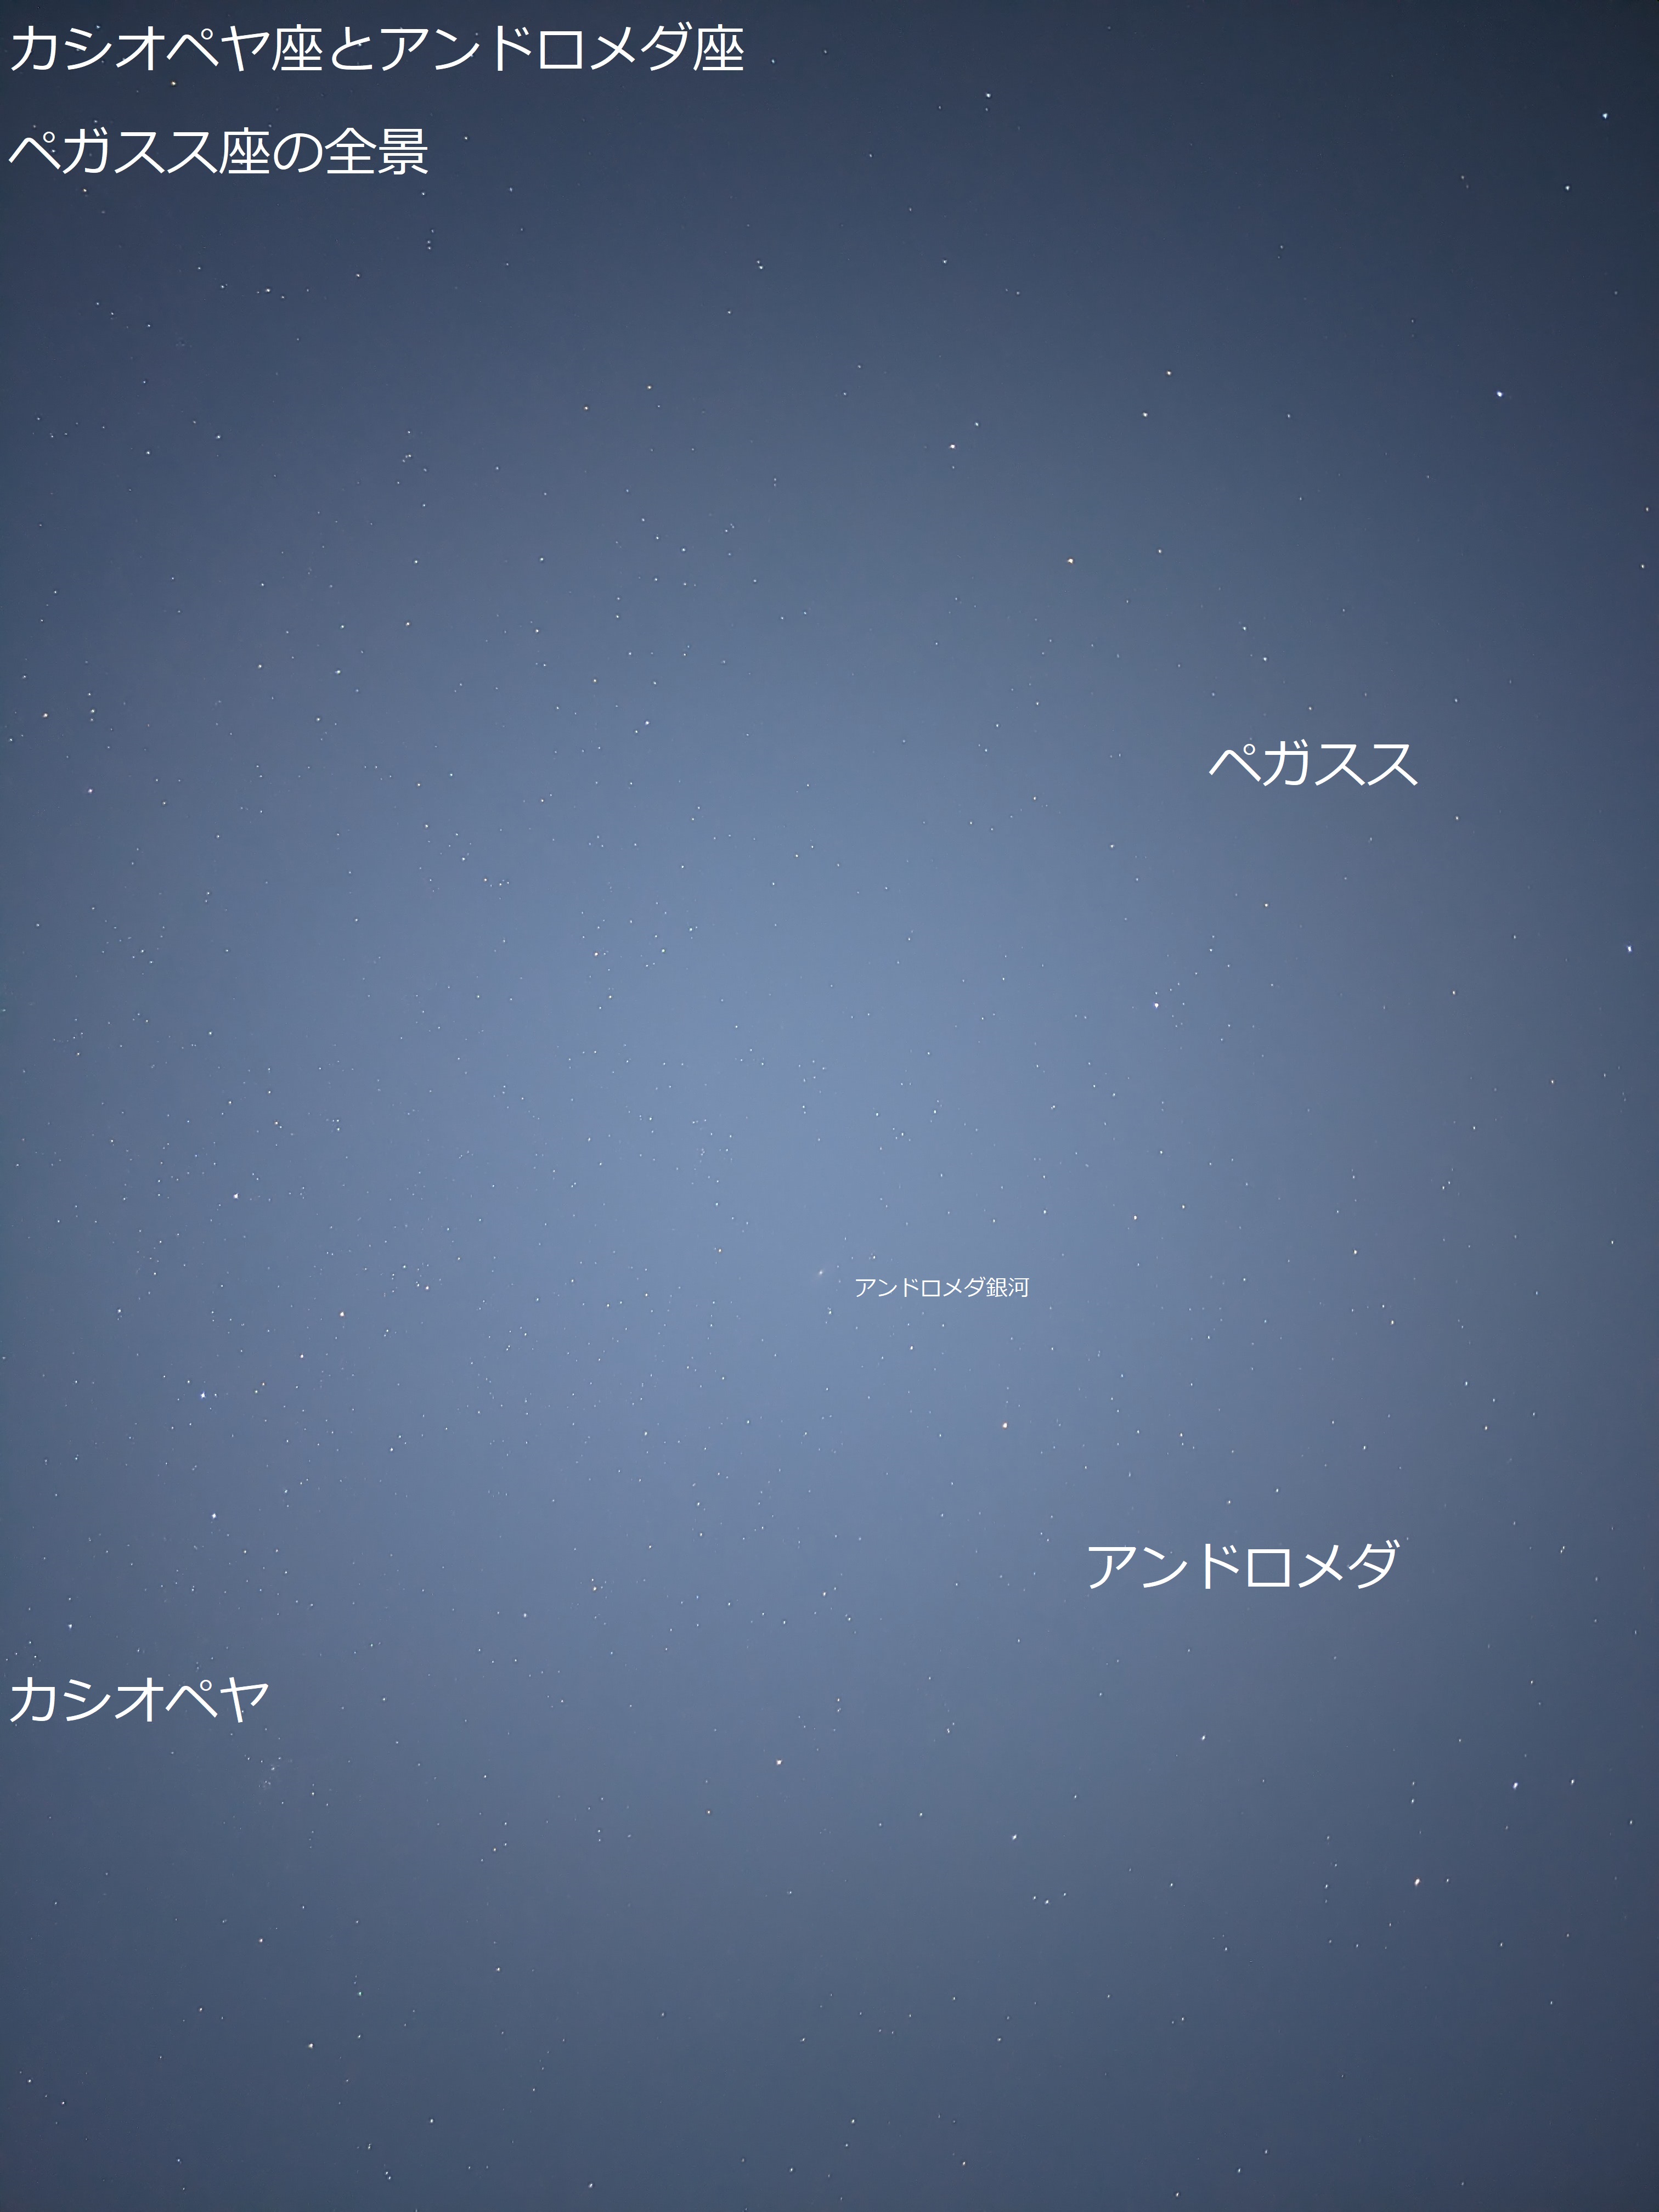 カシオペヤ座とアンドロメダ座
ペガスス座の全景
ペガスス
アンドロメダ銀河
アンドロメダ
カシオペヤ